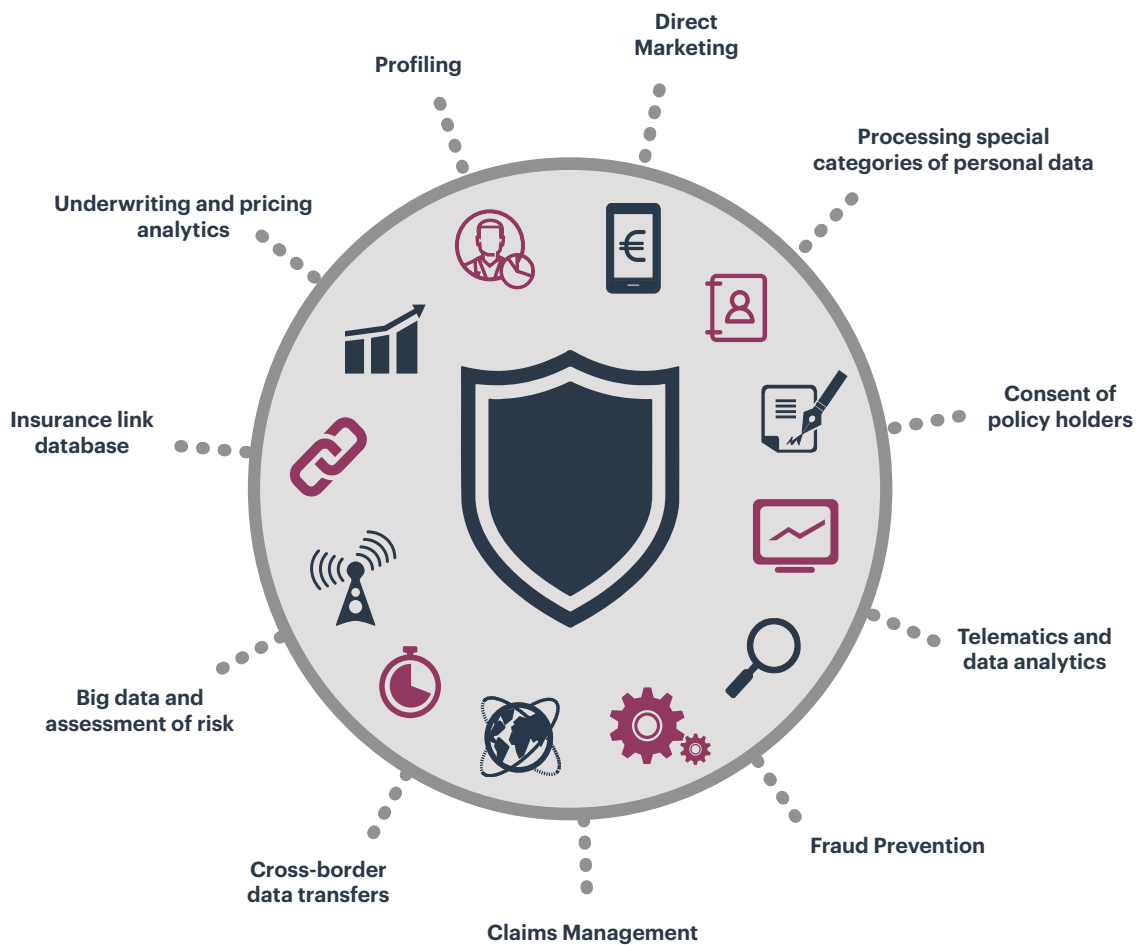 Direct
Marketing
Profiling
Processing special
categories of personal data
Underwriting and pricing
analytics
Consent of
policy holders
Insurance link
database
Telematics and
data analytics
Big data and
assessment of risk
Fraud Prevention
Cross-border
data transfers
Claims Management
€